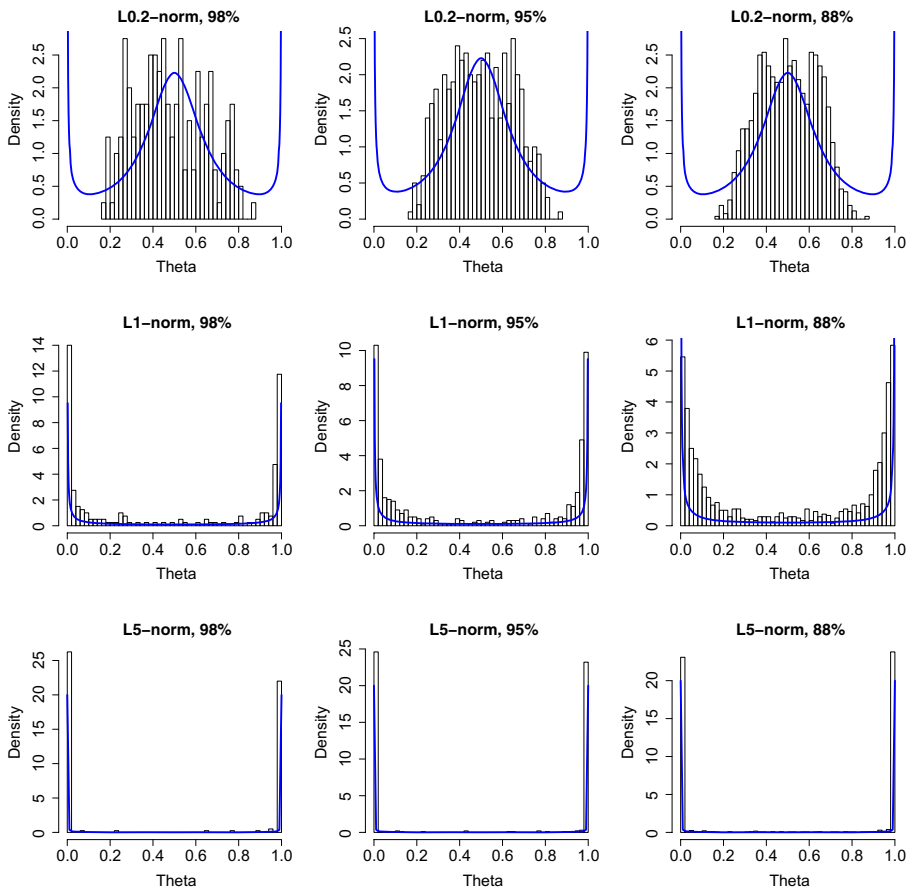 L0.2−norm, 98%
Density
0.0 0.5 1.0 1.5 2.0 2.5
0.0 0.2 0.4 0.6 0.8 1.0
Theta
L0.2−norm, 95%
Density
0.0 0.5 1.0 1.5 2.0 2.5
0.0 0.2 0.4 0.6 0.8 1.0
Theta
L0.2−norm, 88%
Density
0.0 0.5 1.0 1.5 2.0 2.5
0.0 0.2 0.4 0.6 0.8 1.0
Theta
L1−norm, 98%
Density
0 2 4 6 8 10 12 14
0.0 0.2 0.4 0.6 0.8 1.0
Theta
L1−norm, 95%
Density
0 2 4 6 8 10
0.0 0.2 0.4 0.6 0.8 1.0
Theta
L1−norm, 88%
Density
0 1 2 3 4 5 6
0.0 0.2 0.4 0.6 0.8 1.0
Theta
L5−norm, 98%
Density
0 5 10 15 20 25
0.0 0.2 0.4 0.6 0.8 1.0
Theta
L5−norm, 95%
Density
0 5 10 15 20 25
0.0 0.2 0.4 0.6 0.8 1.0
Theta
L5−norm, 88%
Density
0 5 10 15 20
0.0 0.2 0.4 0.6 0.8 1.0
Theta